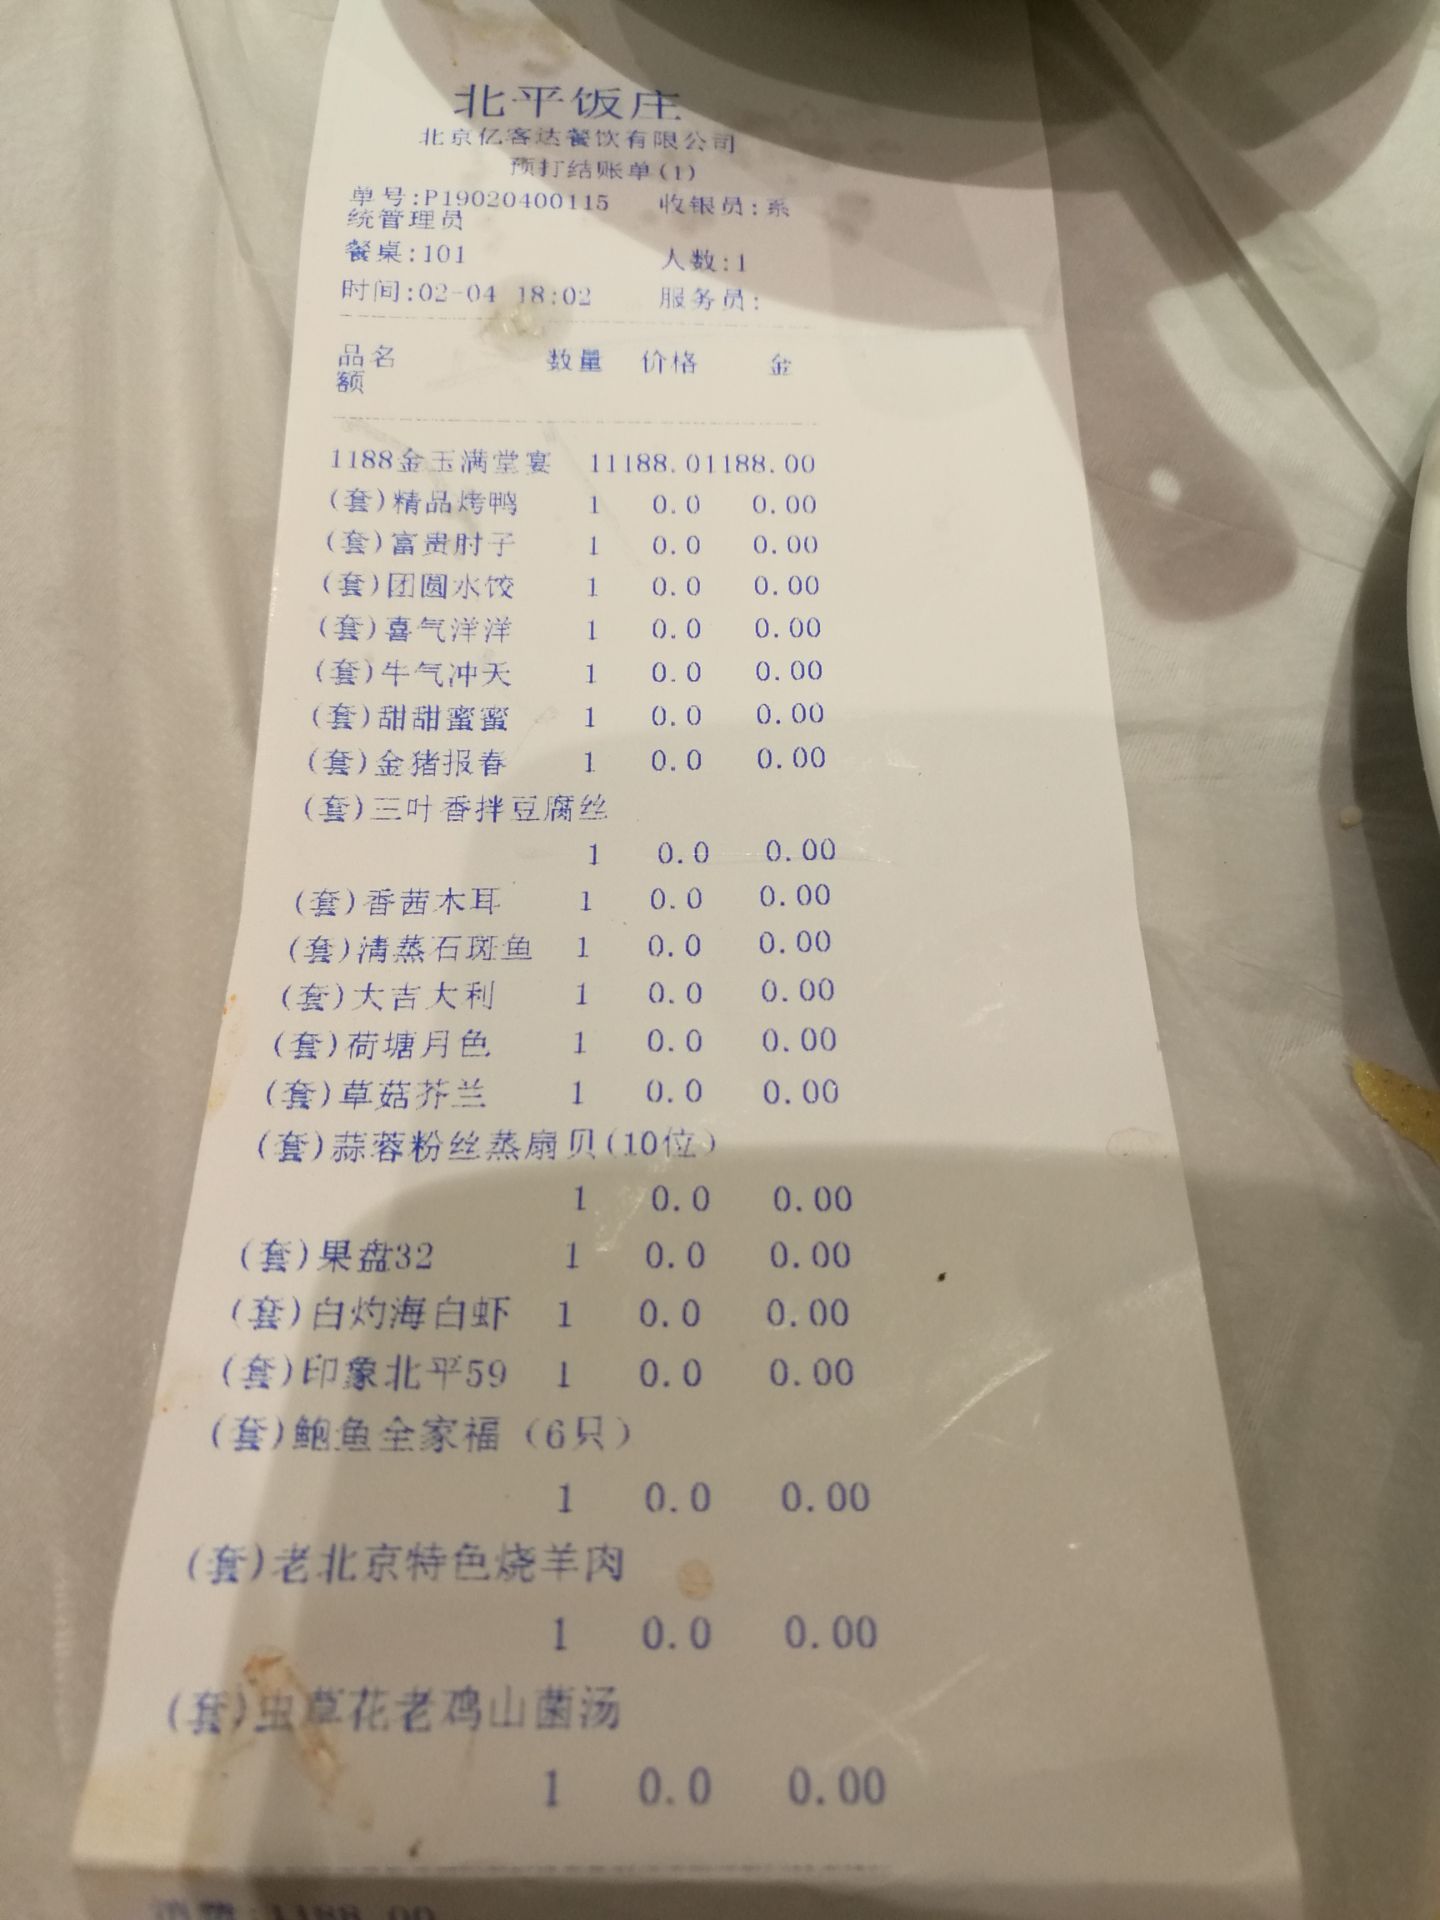 北平饭庄
北京亿客达餐饮有限公司
预打结账单(1)
单号:P19020400115 收银员:系
统管理员
餐桌:101 人数:1
时间:02-04 18:02 服务员:
品名 数量 价格 金
额
1188金玉满堂宴 11188.01188.00
(套)精品烤鸭 1 0.0 0.00
(套)富贵肘子 1 0.0 0.00
(套)团圆水饺 1 0.0 0.00
(套)喜气洋洋 1 0.0 0.00
(套)牛气冲天 1 0.0 0.00
(套)甜甜蜜蜜 1 0.0 0.00
(套)金猪报春 1 0.0 0.00
(套)三叶香拌豆腐丝
1 0.0 0.00
(套)香茜木耳 1 0.0 0.00
(套)清蒸石斑鱼 1 0.0 0.00
(套)大吉大利 1 0.0 0.00
(套)荷塘月色 1 0.0 0.00
(套)草菇芥兰 1 0.0 0.00
(套)蒜蓉粉丝蒸扇贝(10位)
1 0.0 0.00
(套)果盘32 1 0.0 0.00
(套)白灼海白虾 1 0.0 0.00
(套)印象北平59 1 0.0 0.00
(套)鲍鱼全家福（6只）
1 0.0 0.00
(套)老北京特色烧羊肉
1 0.0 0.00
(套)虫草花老鸡山菌汤
1 0.0 0.00
消费:1188.00